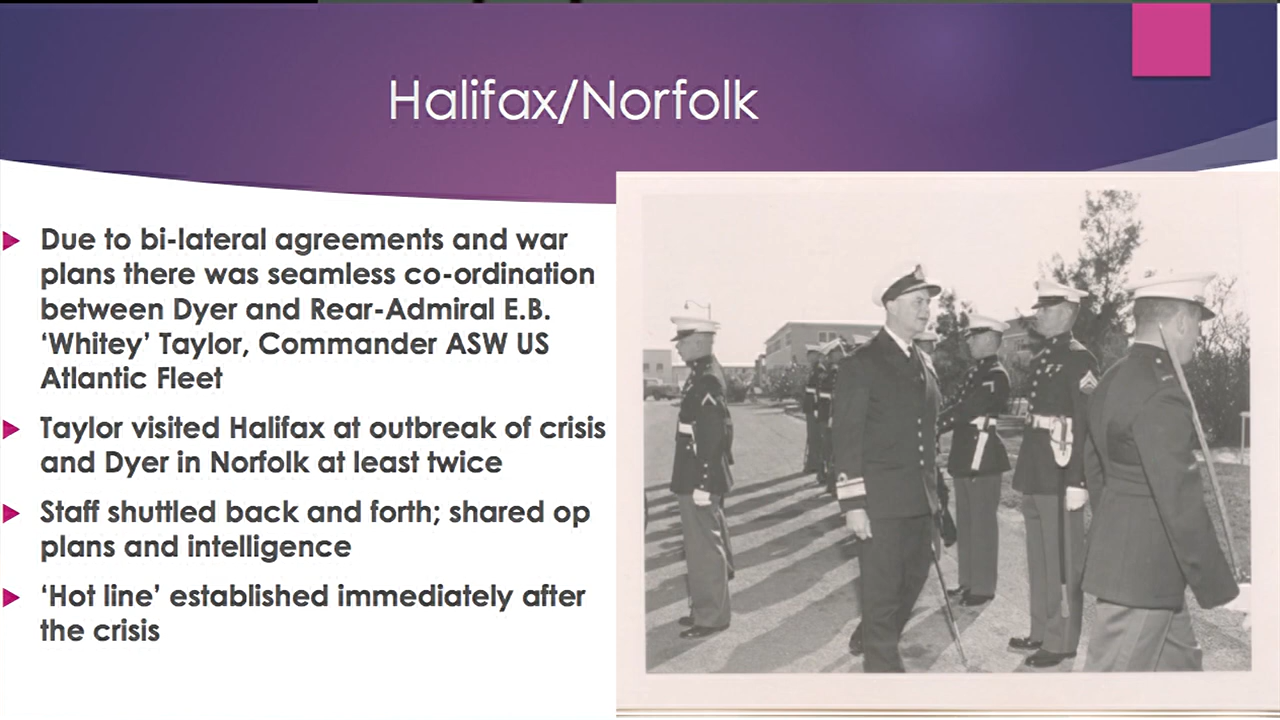 Halifax/Norfolk
Due to bi-lateral agreements and war
plans there was seamless co-ordination
between Dyer and Rear-Admiral E.B.
‘Whitey’ Taylor, Commander ASW US
Atlantic Fleet
Taylor visited Halifax at outbreak of crisis
and Dyer in Norfolk at least twice
Staff shuttled back and forth; shared op
plans and intelligence
‘Hot line’ established immediately after
the crisis